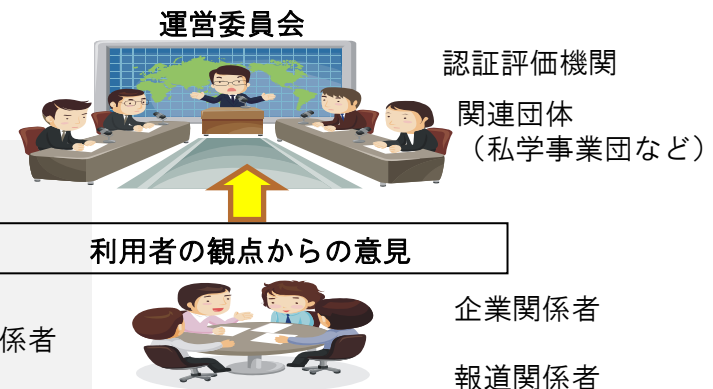 運営委員会
認証評価機関
関連団体
（私学事業団など）
利用者の観点からの意見
企業関係者
係者
報道関係者